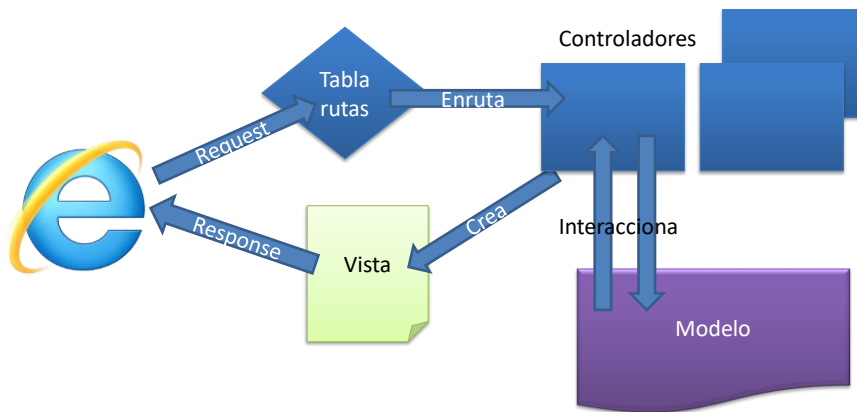 Controladores
Tabla
rutas
Enruta
Request
Response
Vista
Crea
Interacciona
Modelo